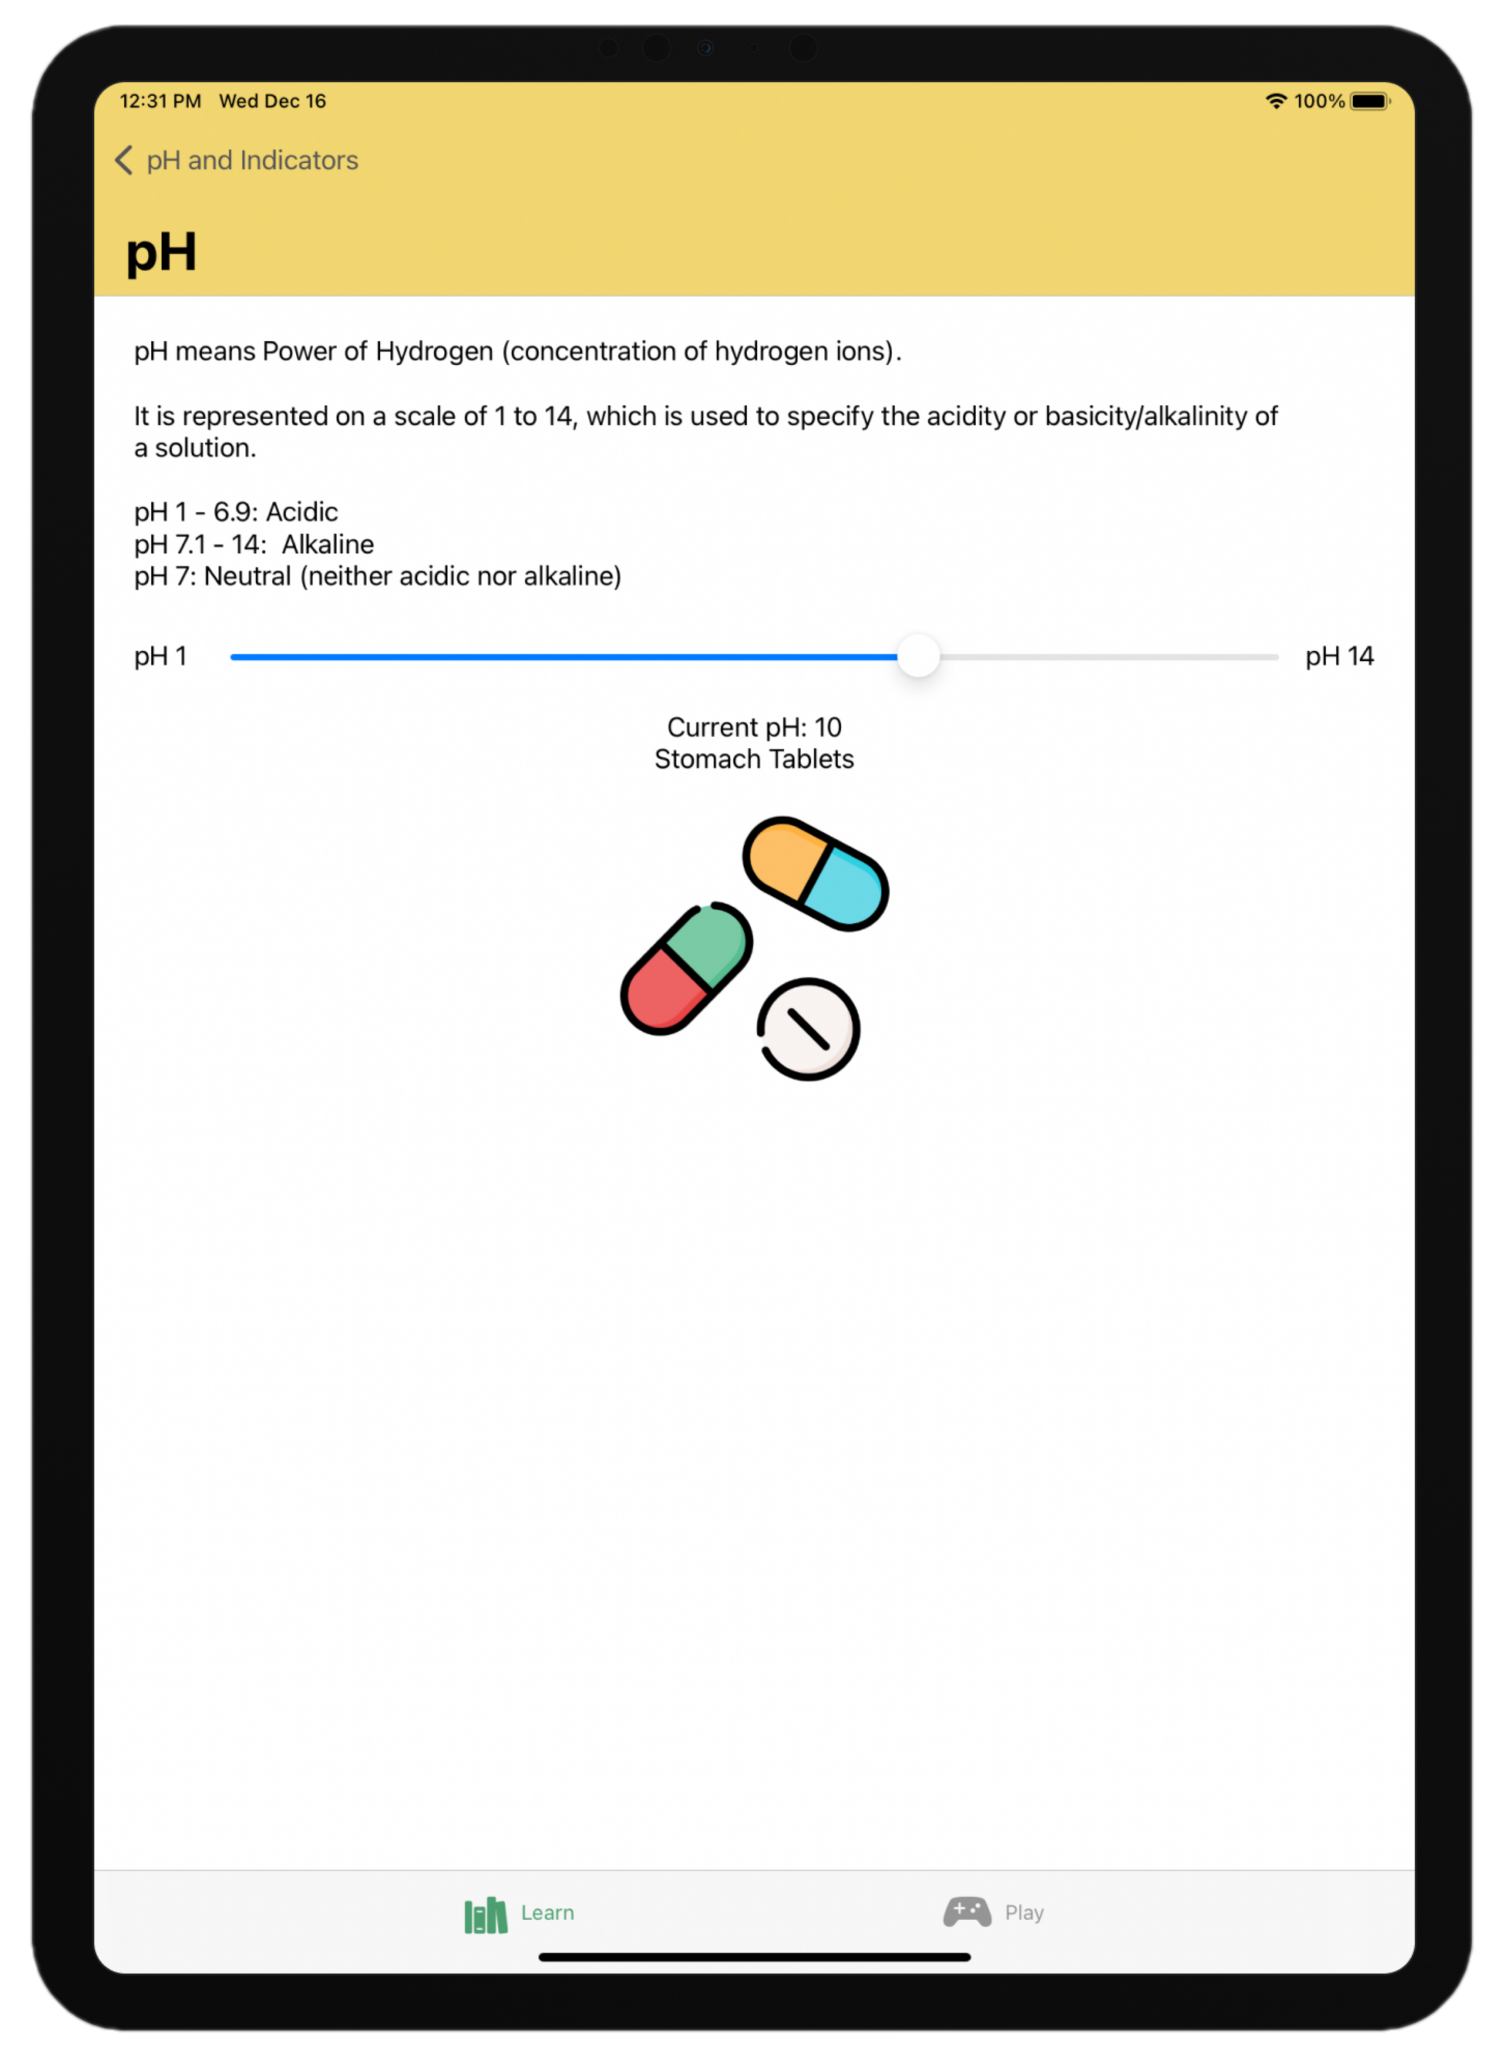 12:31 PM Wed Dec 16 100%
pH and Indicators
pH
pH means Power of Hydrogen (concentration of hydrogen ions).
It is represented on a scale of 1 to 14, which is used to specify the acidity or basicity/alkalinity of
a solution.
pH 1 - 6.9: Acidic
pH 7.1 - 14:  Alkaline
pH 7: Neutral (neither acidic nor alkaline)
pH 1 pH 14
Current pH: 10
Stomach Tablets
Learn Play